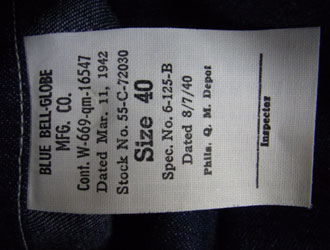 BLUE BELL-GLOBE
MFG. CO.
Cont. W-669-qm-16547
Dated Mar. 11, 1942
Stock No. 55-C-72030
Size 40
Spec. No. 6-125-B
Dated 8/7/40
Phila. Q. M. Depot
Inspector